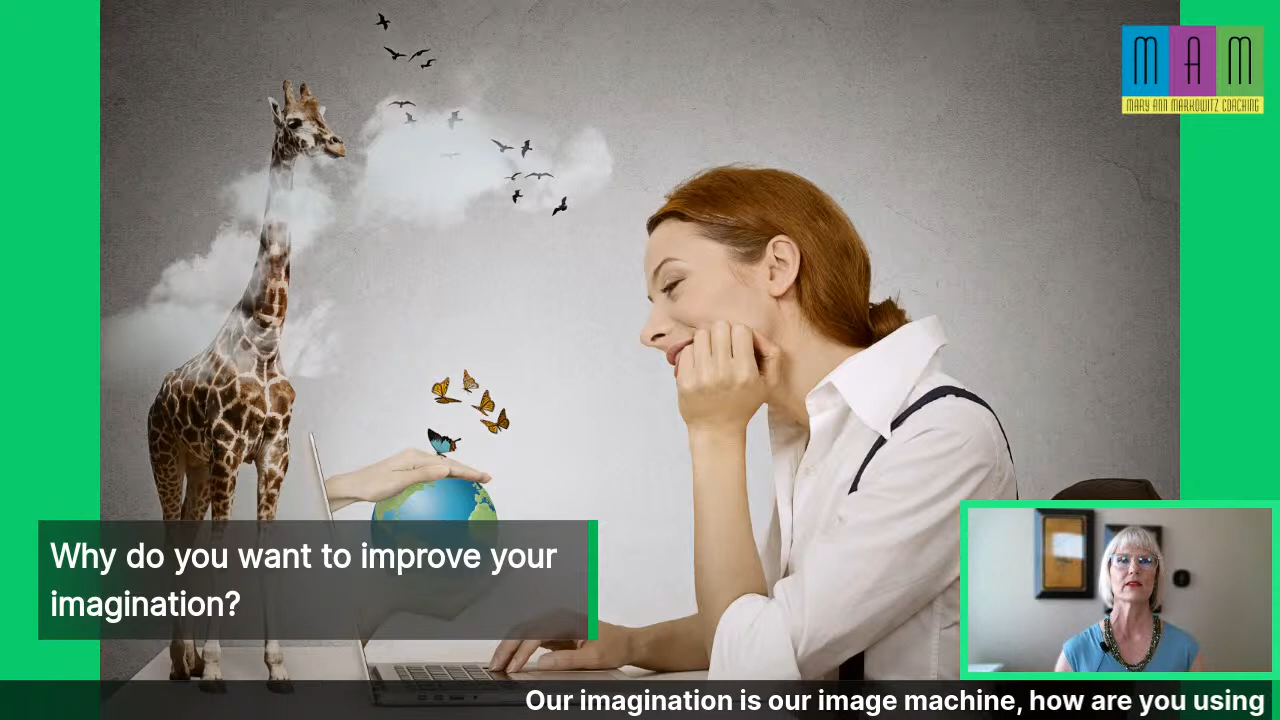 M A M
MARY ANN MARKOWITZ COACHING
Why do you want to improve your
imagination?
Our imagination is our image machine, how are you using